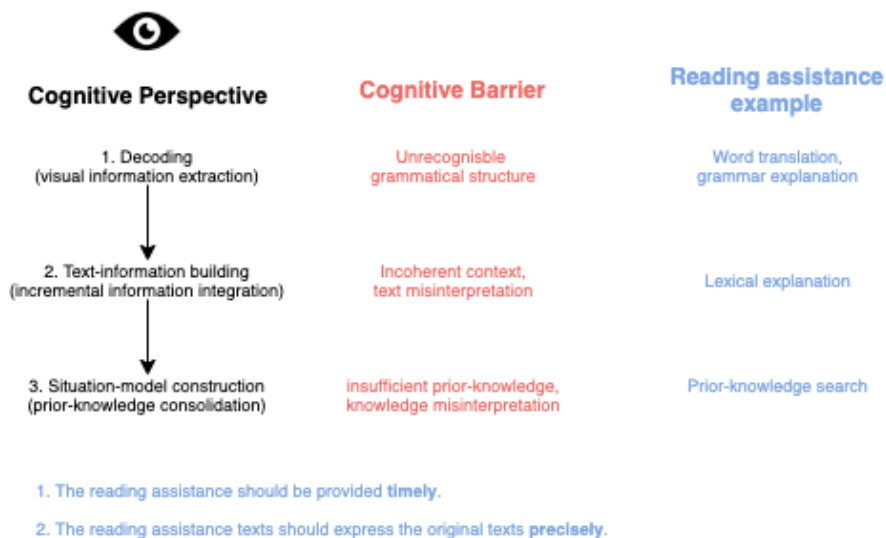 Cognitive Perspective
Cognitive Barrier
Reading assistance
example
1. Decoding
(visual information extraction)
Unrecognisble
grammatical structure
Word translation,
grammar explanation
2. Text-information building
(incremental information integration)
Incoherent context,
text misinterpretation
Lexical explanation
3. Situation-model construction
(prior-knowledge consolidation)
insufficient prior-knowledge,
knowledge misinterpretation
Prior-knowledge search
1. The reading assistance should be provided timely.
2. The reading assistance texts should express the original texts precisely.